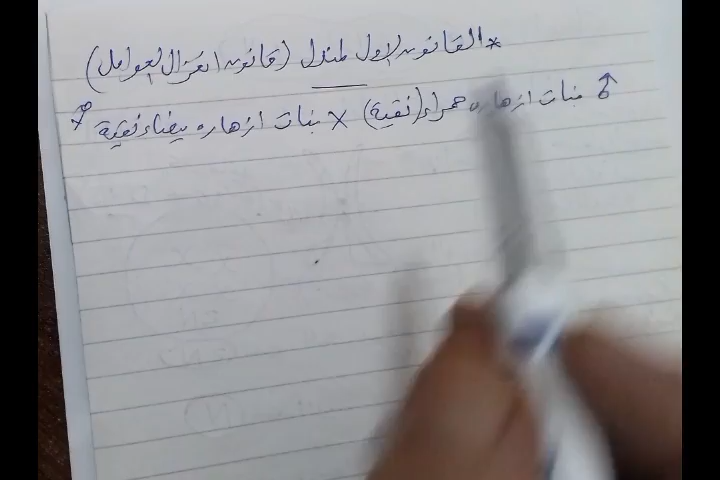 * القانون الاول لمندل (قانون انعزال العوامل)
♂ نبات ازهاره حمراء (نقية) X نبات ازهاره بيضاء نقية ♀